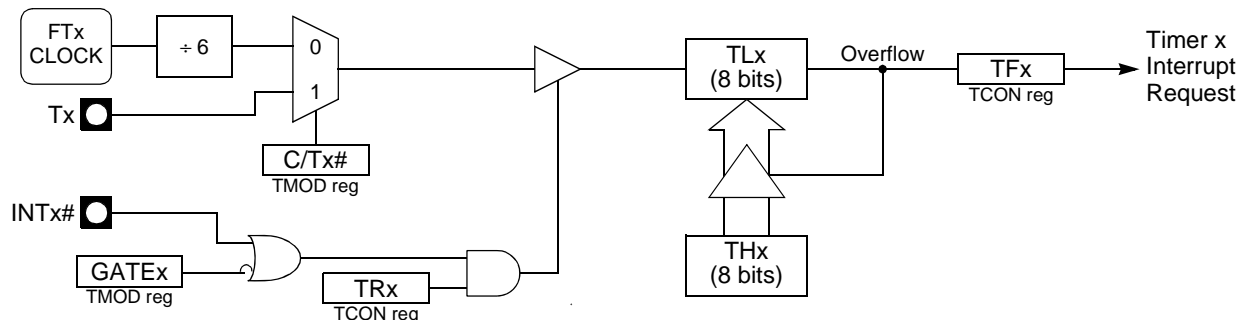 FTx
CLOCK
÷ 6
0
1
Tx
C/Tx#
TMOD reg
INTx#
GATEx
TMOD reg
TRx
TCON reg
TLx
(8 bits)
Overflow
TFx
TCON reg
Timer x
Interrupt
Request
THx
(8 bits)